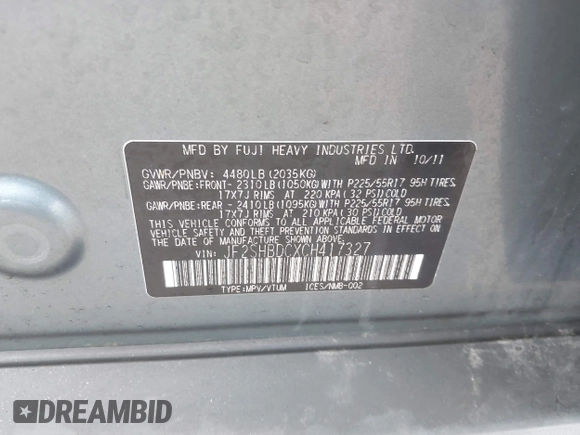 MFD BY FUJI HEAVY INDUSTRIES LTD.
MFD IN 10/11
GVWR/PNBV: 4480LB (2035KG)
GAWR/PNBE:FRONT- 2310LB (1050KG) WITH P225/55R17 95H TIRES,
17X7J RIMS AT 220 KPA ( 32 PSI) COLD
GAWR/PNBE:REAR - 2410LB (1095KG) WITH P225/55R17 95H TIRES,
17X7J RIMS AT 210 KPA ( 30 PSI) COLD
THIS VEHICLE CONFORMS TO ALL APPLICABLE FEDERAL MOTOR
VEHICLE SAFETY AND THEFT PREVENTION STANDARDS IN
EFFECT ON THE DATE OF MANUFACTURE SHOWN ABOVE.
VIN: JF2SHBDCXCH417327
TYPE:MPV/VTUM ICES/NMB-002
DREAMBID